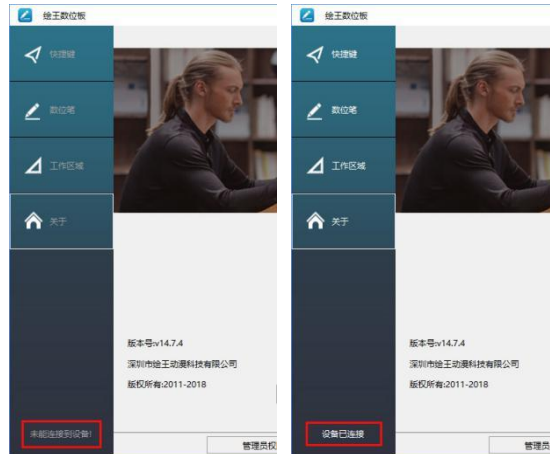 绘王数位板
快捷键
数位笔
工作区域
关于
版本号:v14.7.4
深圳市绘王动漫科技有限公司
版权所有:2011-2018
未能连接到设备!
管理员权
绘王数位板
快捷键
数位笔
工作区域
关于
版本号:v14.7.4
深圳市绘王动漫科技有限公司
版权所有:2011-2018
设备已连接
管理员